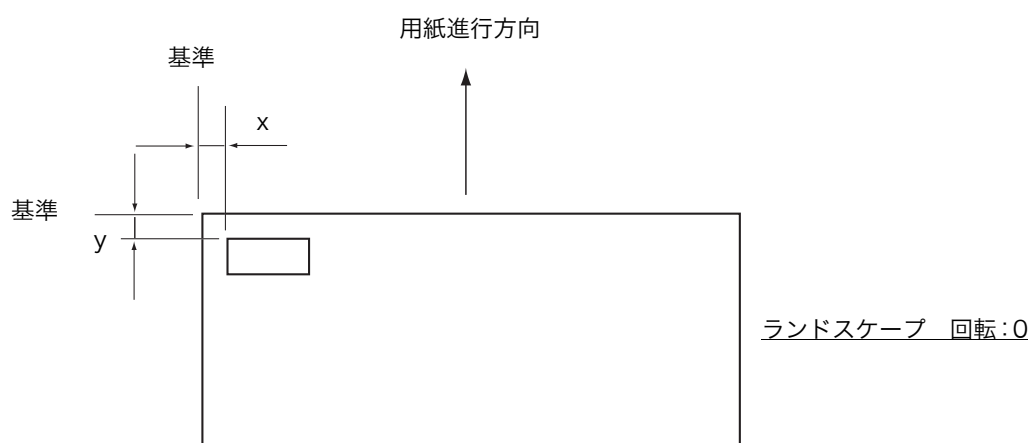 用紙進行方向
基準
x
基準
y
ランドスケープ　回転：0